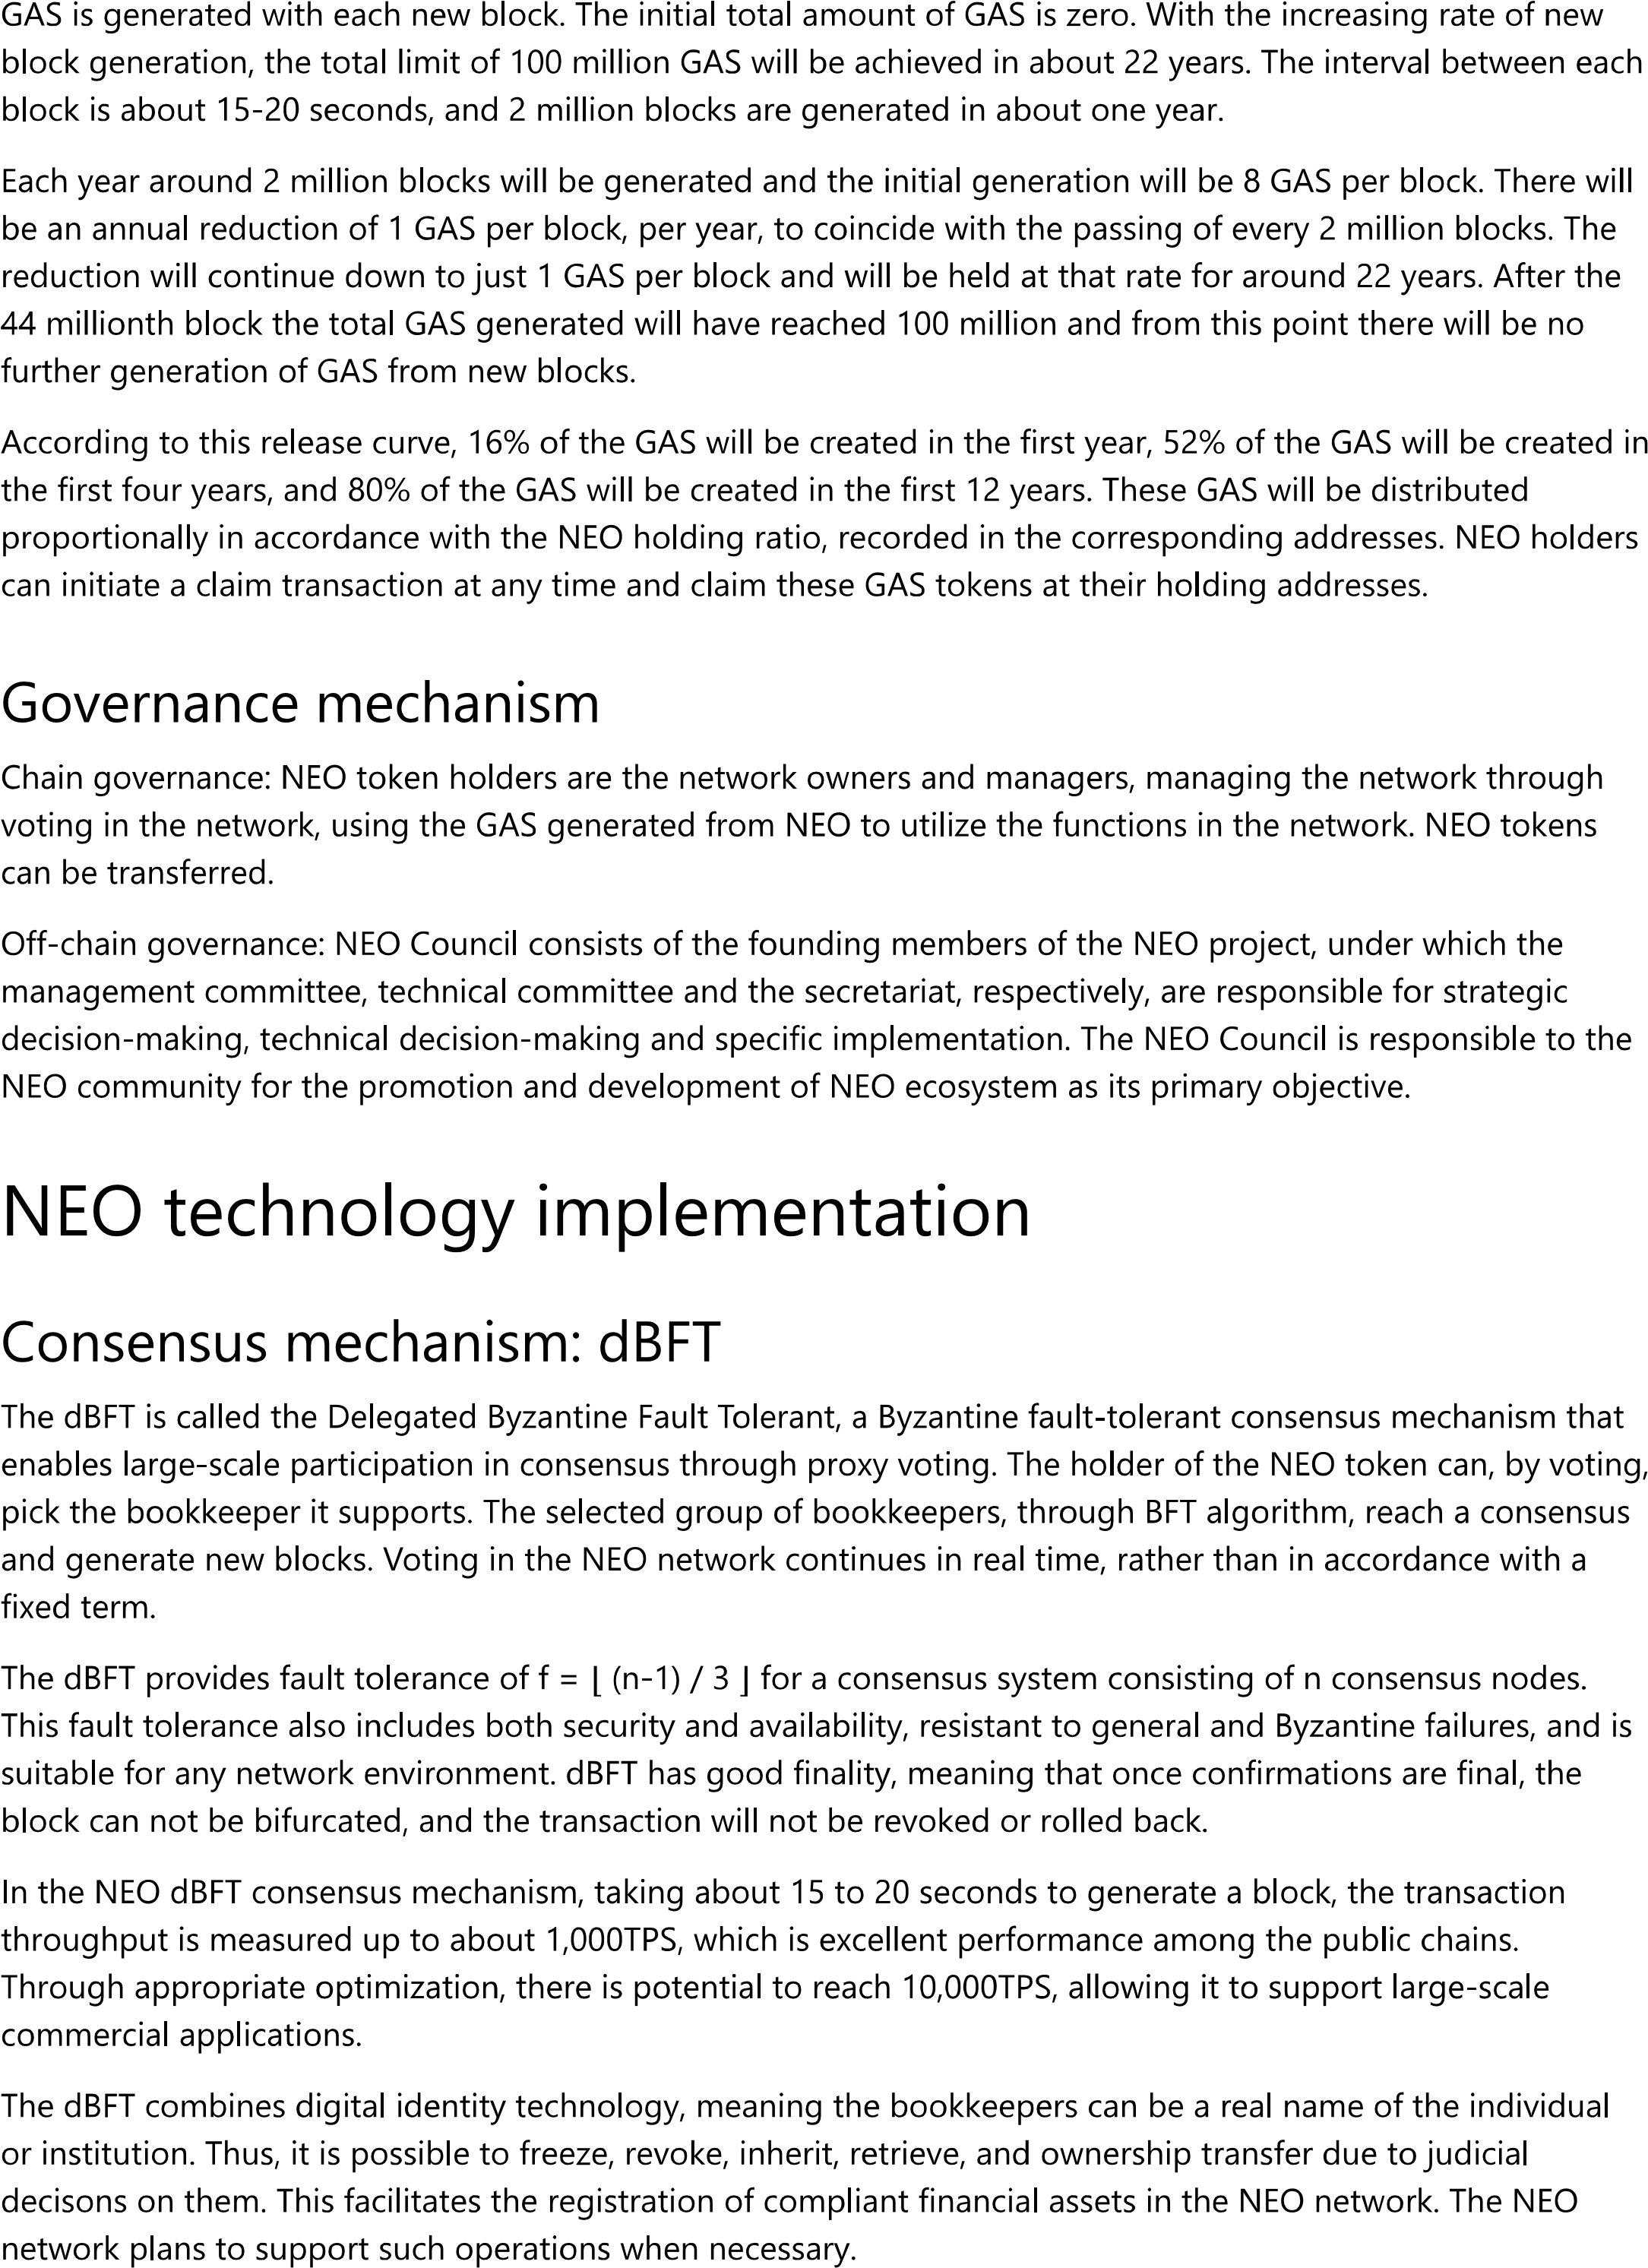 GAS is generated with each new block. The initial total amount of GAS is zero. With the increasing rate of new
block generation, the total limit of 100 million GAS will be achieved in about 22 years. The interval between each
block is about 15-20 seconds, and 2 million blocks are generated in about one year.
Each year around 2 million blocks will be generated and the initial generation will be 8 GAS per block. There will
be an annual reduction of 1 GAS per block, per year, to coincide with the passing of every 2 million blocks. The
reduction will continue down to just 1 GAS per block and will be held at that rate for around 22 years. After the
44 millionth block the total GAS generated will have reached 100 million and from this point there will be no
further generation of GAS from new blocks.
According to this release curve, 16% of the GAS will be created in the first year, 52% of the GAS will be created in
the first four years, and 80% of the GAS will be created in the first 12 years. These GAS will be distributed
proportionally in accordance with the NEO holding ratio, recorded in the corresponding addresses. NEO holders
can initiate a claim transaction at any time and claim these GAS tokens at their holding addresses.
Governance mechanism
Chain governance: NEO token holders are the network owners and managers, managing the network through
voting in the network, using the GAS generated from NEO to utilize the functions in the network. NEO tokens
can be transferred.
Off-chain governance: NEO Council consists of the founding members of the NEO project, under which the
management committee, technical committee and the secretariat, respectively, are responsible for strategic
decision-making, technical decision-making and specific implementation. The NEO Council is responsible to the
NEO community for the promotion and development of NEO ecosystem as its primary objective.
NEO technology implementation
Consensus mechanism: dBFT
The dBFT is called the Delegated Byzantine Fault Tolerant, a Byzantine fault-tolerant consensus mechanism that
enables large-scale participation in consensus through proxy voting. The holder of the NEO token can, by voting,
pick the bookkeeper it supports. The selected group of bookkeepers, through BFT algorithm, reach a consensus
and generate new blocks. Voting in the NEO network continues in real time, rather than in accordance with a
fixed term.
The dBFT provides fault tolerance of f = ⌊ (n-1) / 3 ⌋ for a consensus system consisting of n consensus nodes.
This fault tolerance also includes both security and availability, resistant to general and Byzantine failures, and is
suitable for any network environment. dBFT has good finality, meaning that once confirmations are final, the
block can not be bifurcated, and the transaction will not be revoked or rolled back.
In the NEO dBFT consensus mechanism, taking about 15 to 20 seconds to generate a block, the transaction
throughput is measured up to about 1,000TPS, which is excellent performance among the public chains.
Through appropriate optimization, there is potential to reach 10,000TPS, allowing it to support large-scale
commercial applications.
The dBFT combines digital identity technology, meaning the bookkeepers can be a real name of the individual
or institution. Thus, it is possible to freeze, revoke, inherit, retrieve, and ownership transfer due to judicial
decisons on them. This facilitates the registration of compliant financial assets in the NEO network. The NEO
network plans to support such operations when necessary.